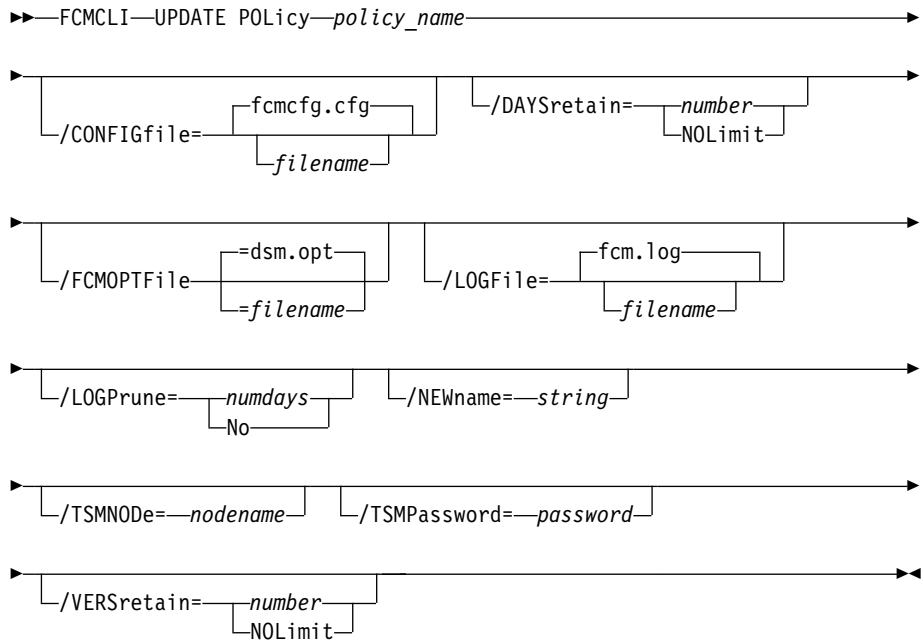 FCMCLI UPDATE POLicy policy_name
/CONFIGfile= fcmcfg.cfg filename
/DAYSretain= number NOLimit
/FCMOPTFile =dsm.opt =filename
/LOGFile= fcm.log filename
/LOGPrune= numdays No
/NEWname= string
/TSMNODe= nodename
/TSMPassword= password
/VERSretain= number NOLimit